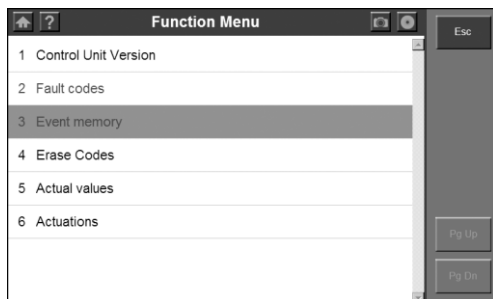 ?
Function Menu
Esc
1 Control Unit Version
2 Fault codes
3 Event memory
4 Erase Codes
5 Actual values
6 Actuations
Pg Up
Pg Dn